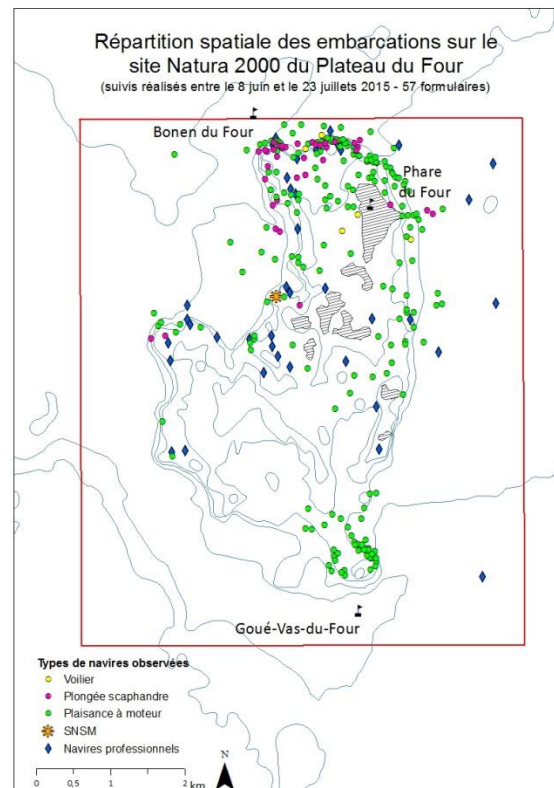 Répartition spatiale des embarcations sur le
site Natura 2000 du Plateau du Four
(suivis réalisés entre le 8 juin et le 23 juillets 2015 - 57 formulaires)
Bonen du Four
Phare
du Four
Goué-Vas-du-Four
Types de navires observées
Voilier
Plongée scaphandre
Plaisance à moteur
SNSM
Navires professionnels
N
0 0,5 1 2
km